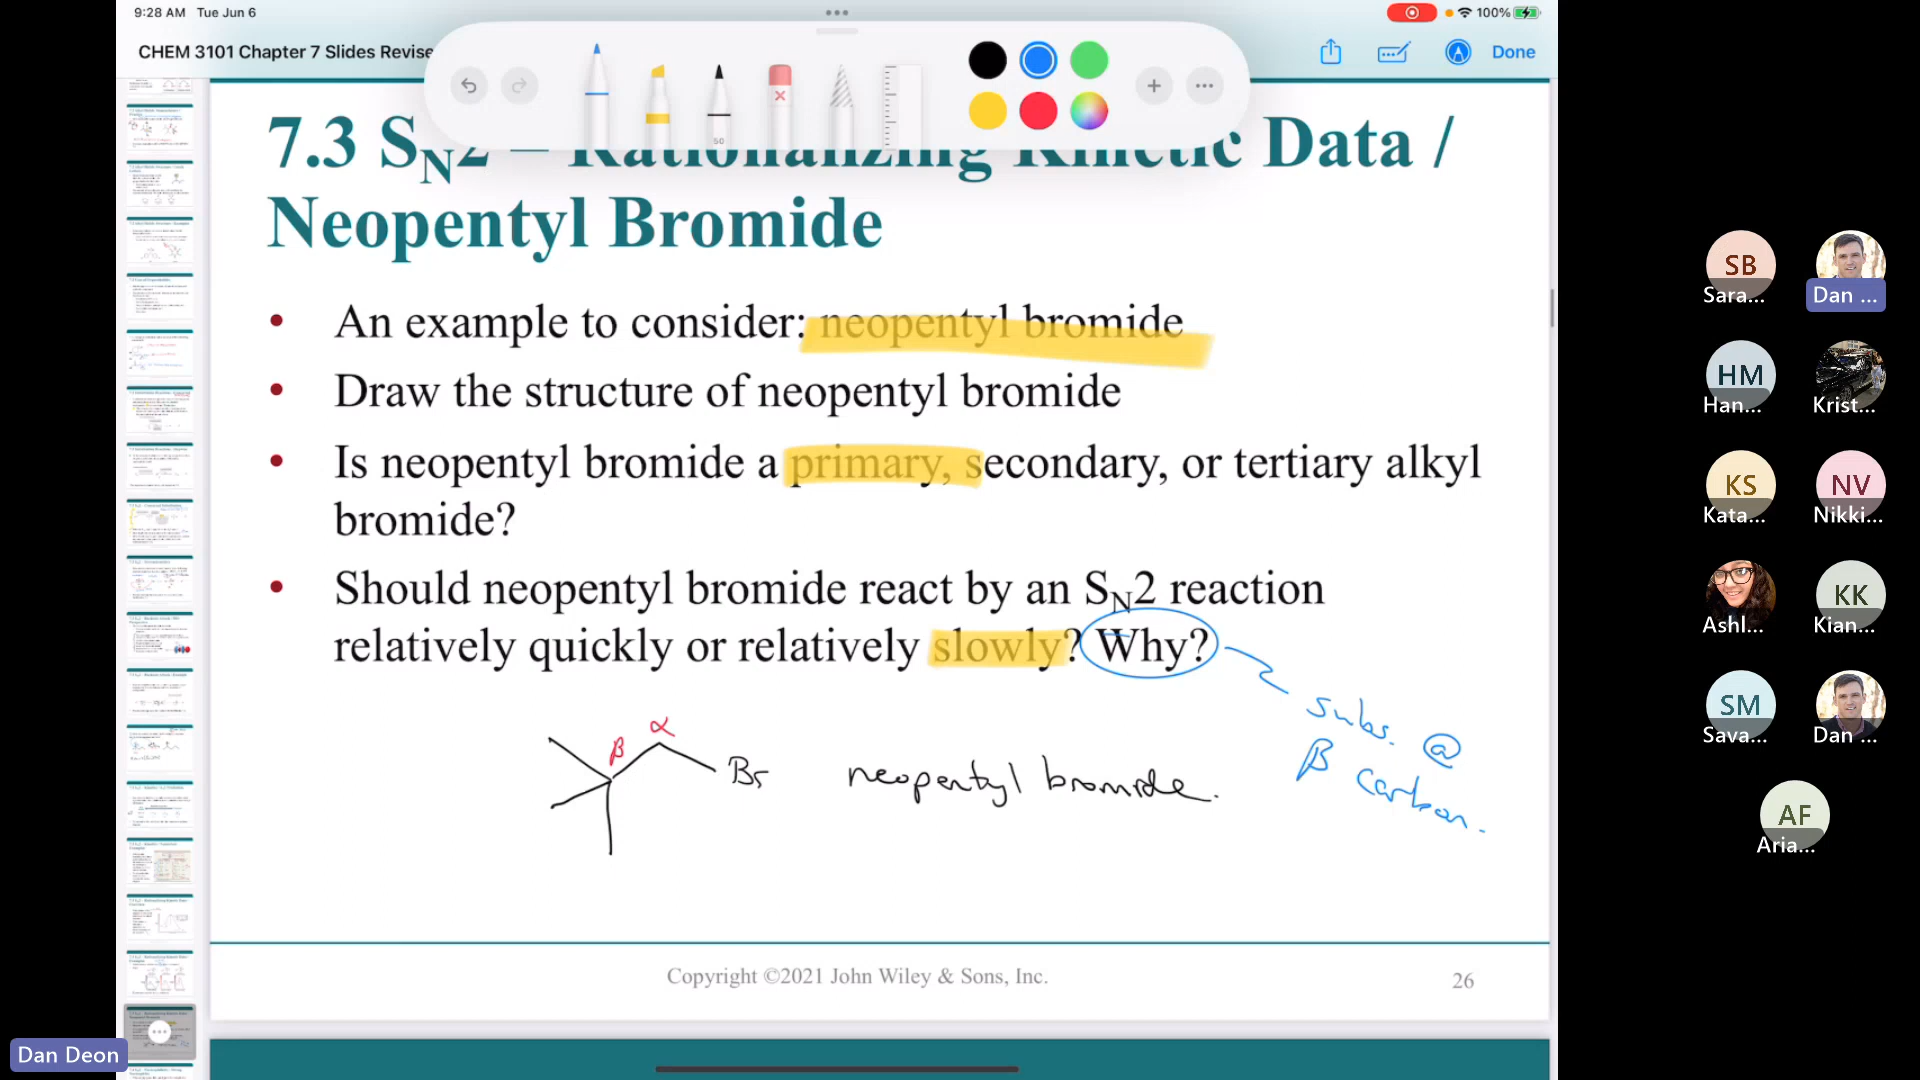 9:28 AM Tue Jun 6
100%
CHEM 3101 Chapter 7 Slides Revise
Done
50
7.3 SN2 – Rationalizing Kinetic Data /
Neopentyl Bromide
• An example to consider: neopentyl bromide
• Draw the structure of neopentyl bromide
• Is neopentyl bromide a primary, secondary, or tertiary alkyl
bromide?
• Should neopentyl bromide react by an SN2 reaction
relatively quickly or relatively slowly? Why?
subs. @
β carbon.
α
β
Br
neopentyl bromide.
Copyright ©2021 John Wiley & Sons, Inc.
26
Dan Deon
SB
Sara...
Dan ...
HM
Han...
Krist...
KS
Kata...
NV
Nikki...
Ashl...
KK
Kian...
SM
Sava...
Dan ...
AF
Aria...